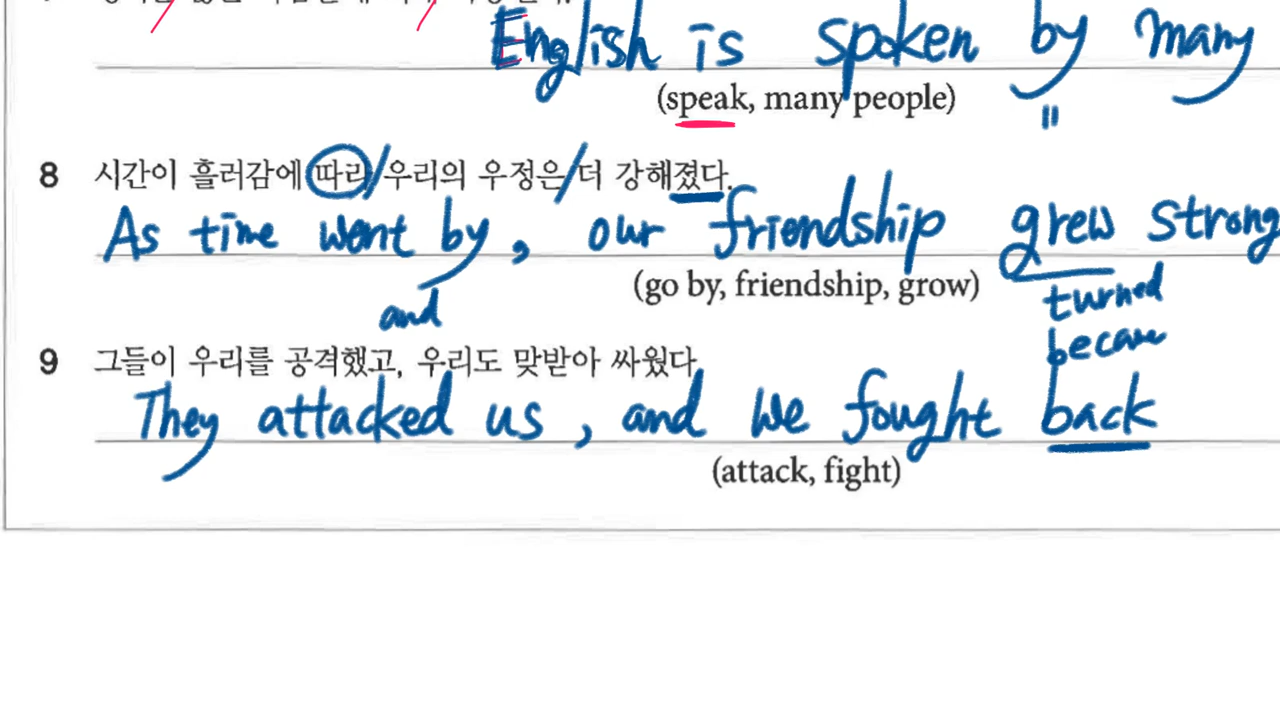 English is spoken by many
(speak, many people)
"
8 시간이 흘러감에 따라/우리의 우정은/더 강해졌다.
As time went by, our friendship grew strong
(go by, friendship, grow)
turned
and
becam
9 그들이 우리를 공격했고, 우리도 맞받아 싸웠다.
They attacked us, and we fought back
(attack, fight)